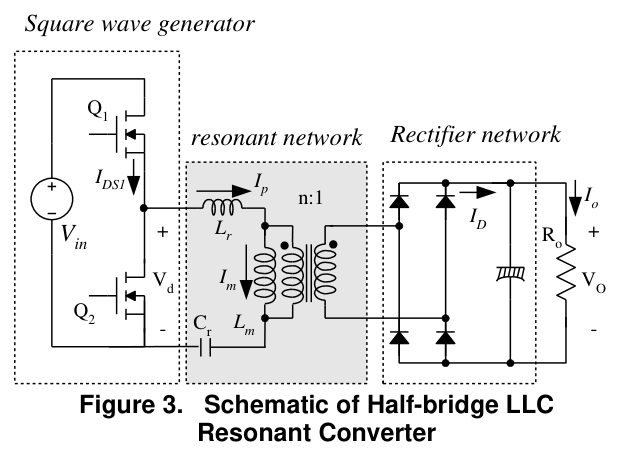 Square wave generator
resonant network
Rectifier network
Q1
IDS1
Vin
+
−
+
Vd
-
Q2
Ip
Lr
n:1
Im
Lm
Cr
ID
Io
Ro
+
VO
-
Figure 3. Schematic of Half-bridge LLC
Resonant Converter